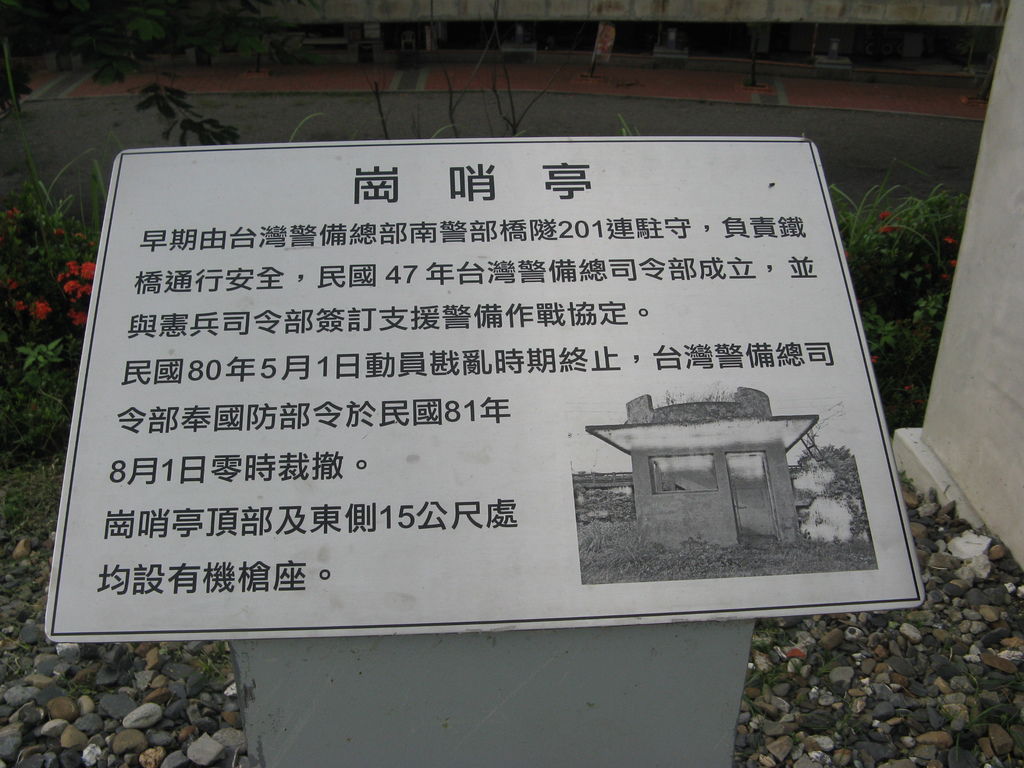 崗哨亭
早期由台灣警備總部南警部橋隧201連駐守，負責鐵
橋通行安全，民國47年台灣警備總司令部成立，並
與憲兵司令部簽訂支援警備作戰協定。
民國80年5月1日動員戡亂時期終止，台灣警備總司
令部奉國防部令於民國81年
8月1日零時裁撤。
崗哨亭頂部及東側15公尺處
均設有機槍座。